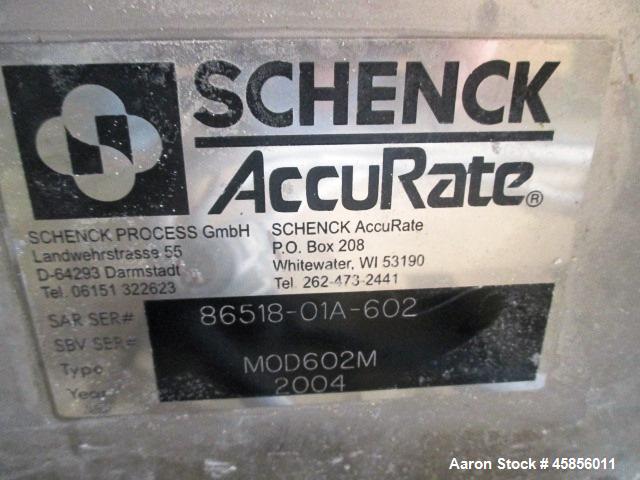 SCHENCK
AccuRate®
SCHENCK PROCESS GmbH
Landwehrstrasse 55
D-64293 Darmstadt
Tel. 06151 322623
SCHENCK AccuRate
P.O. Box 208
Whitewater, WI 53190
Tel. 262-473-2441
SAR SER# 86518-01A-602
SBV SER#
Type MOD602M
Year 2004
Aaron Stock # 45856011